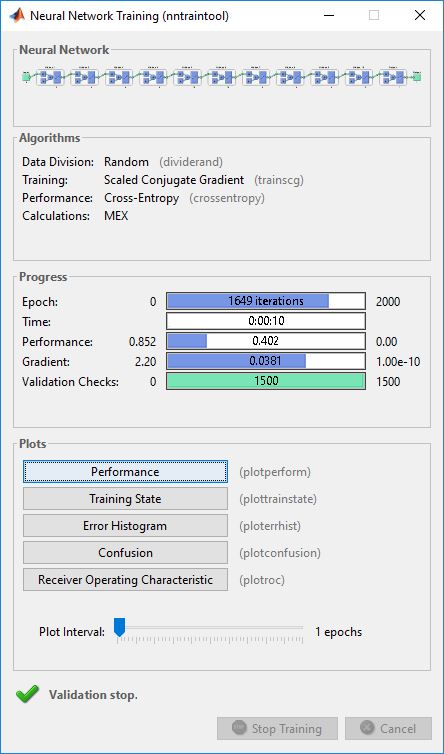 Neural Network Training (nntraintool)
Neural Network
Algorithms
Data Division: Random (dividerand)
Training: Scaled Conjugate Gradient (trainscg)
Performance: Cross-Entropy (crossentropy)
Calculations: MEX
Progress
Epoch: 0 1649 iterations 2000
Time: 0:00:10
Performance: 0.852 0.402 0.00
Gradient: 2.20 0.0381 1.00e-10
Validation Checks: 0 1500 1500
Plots
Performance (plotperform)
Training State (plottrainstate)
Error Histogram (ploterrhist)
Confusion (plotconfusion)
Receiver Operating Characteristic (plotroc)
Plot Interval: 1 epochs
Validation stop.
Stop Training Cancel